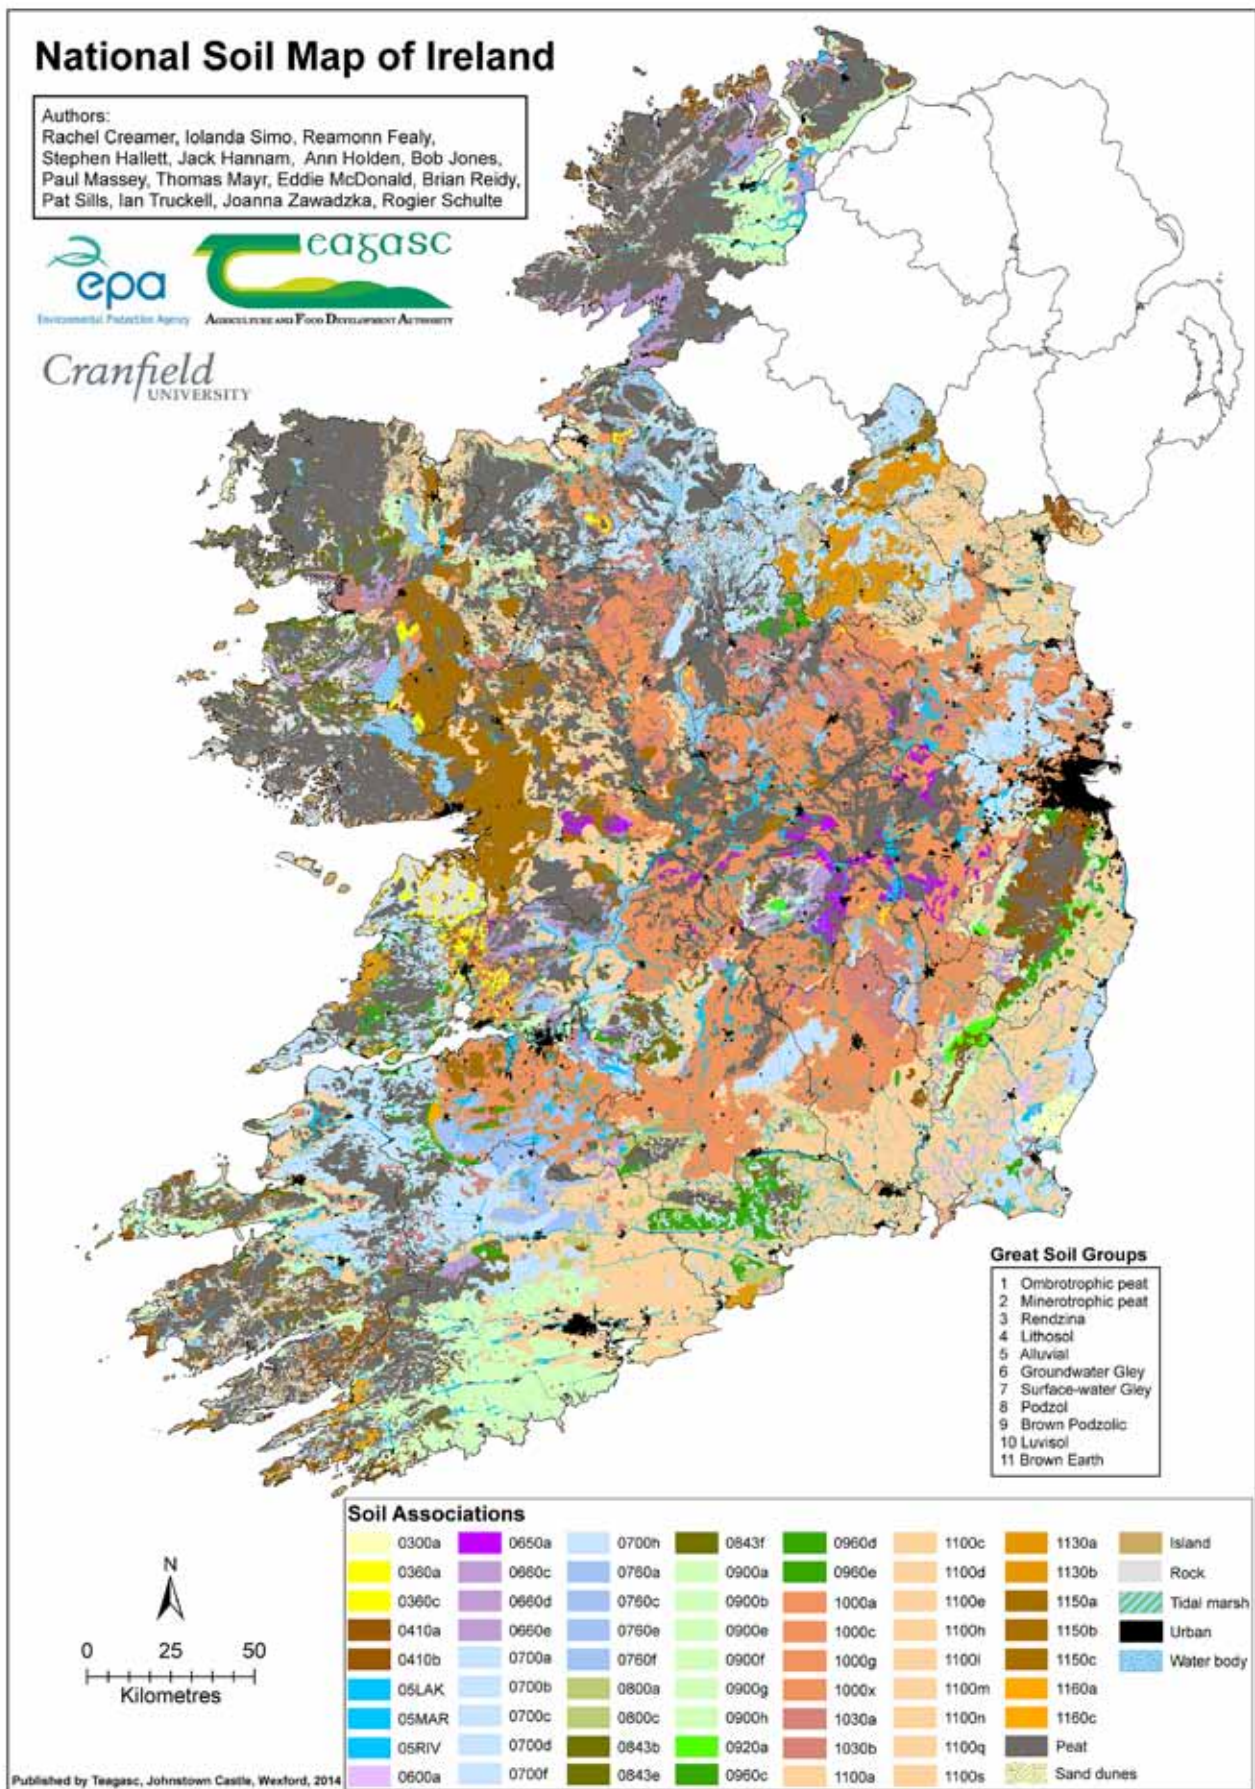 National Soil Map of Ireland
Authors:
Rachel Creamer, Iolanda Simo, Reamonn Fealy,
Stephen Hallett, Jack Hannam, Ann Holden, Bob Jones,
Paul Massey, Thomas Mayr, Eddie McDonald, Brian Reidy,
Pat Sills, Ian Truckell, Joanna Zawadzka, Rogier Schulte
epa
Environmental Protection Agency
Teagasc
AGRICULTURE AND FOOD DEVELOPMENT AUTHORITY
Cranfield
UNIVERSITY
Great Soil Groups
1 Ombrotrophic peat
2 Minerotrophic peat
3 Rendzina
4 Lithosol
5 Alluvial
6 Groundwater Gley
7 Surface-water Gley
8 Podzol
9 Brown Podzolic
10 Luvisol
11 Brown Earth
Soil Associations
0300a 0650a 0700h 0843f 0960d 1100c 1130a Island
0360a 0660c 0760a 0900a 0960e 1100d 1130b Rock
0360c 0660d 0760c 0900b 1000a 1100e 1150a Tidal marsh
0410a 0660e 0760e 0900e 1000c 1100h 1150b Urban
0410b 0700a 0760f 0900f 1000g 1100i 1150c Water body
05LAK 0700b 0800a 0900g 1000x 1100m 1160a
05MAR 0700c 0800c 0900h 1030a 1100n 1160c
05RIV 0700d 0843b 0920a 1030b 1100q Peat
0600a 0700f 0843e 0960c 1100a 1100s Sand dunes
N
0 25 50
Kilometres
Published by Teagasc, Johnstown Castle, Wexford, 2014